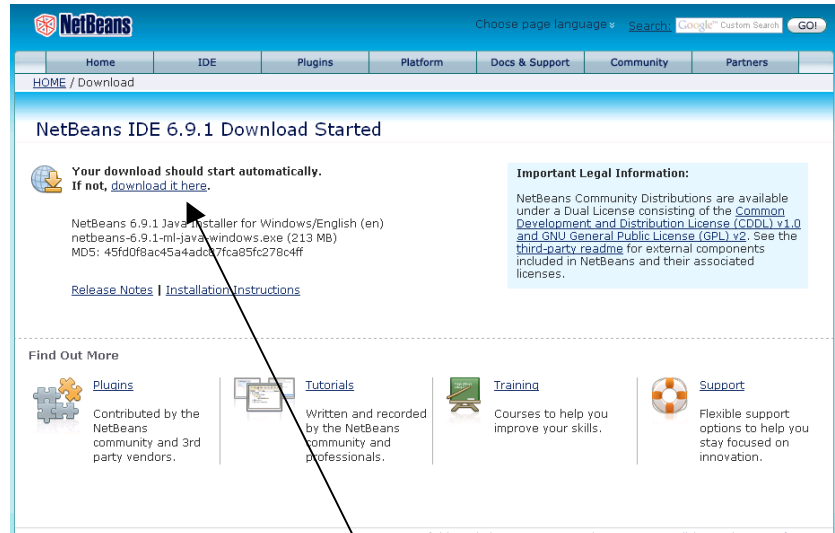 NetBeans
Choose page language
Search:
Google™ Custom Search
GO!
Home
IDE
Plugins
Platform
Docs & Support
Community
Partners
HOME / Download
NetBeans IDE 6.9.1 Download Started
Your download should start automatically.
If not, download it here.
NetBeans 6.9.1 Java Installer for Windows/English (en)
netbeans-6.9.1-ml-java-windows.exe (213 MB)
MD5:
Release Notes | Installation Instructions
Important Legal Information:
NetBeans Community Distributions are available
under a Dual License consisting of the Common
Development and Distribution License (CDDL) v1.0
and GNU General Public License (GPL) v2. See the
third-party readme for external components
included in NetBeans and their associated
licenses.
Find Out More
Plugins
Contributed by the
NetBeans
community and 3rd
party vendors.
Tutorials
Written and recorded
by the NetBeans
community and
professionals.
Training
Courses to help you
improve your skills.
Support
Flexible support
options to help you
stay focused on
innovation.